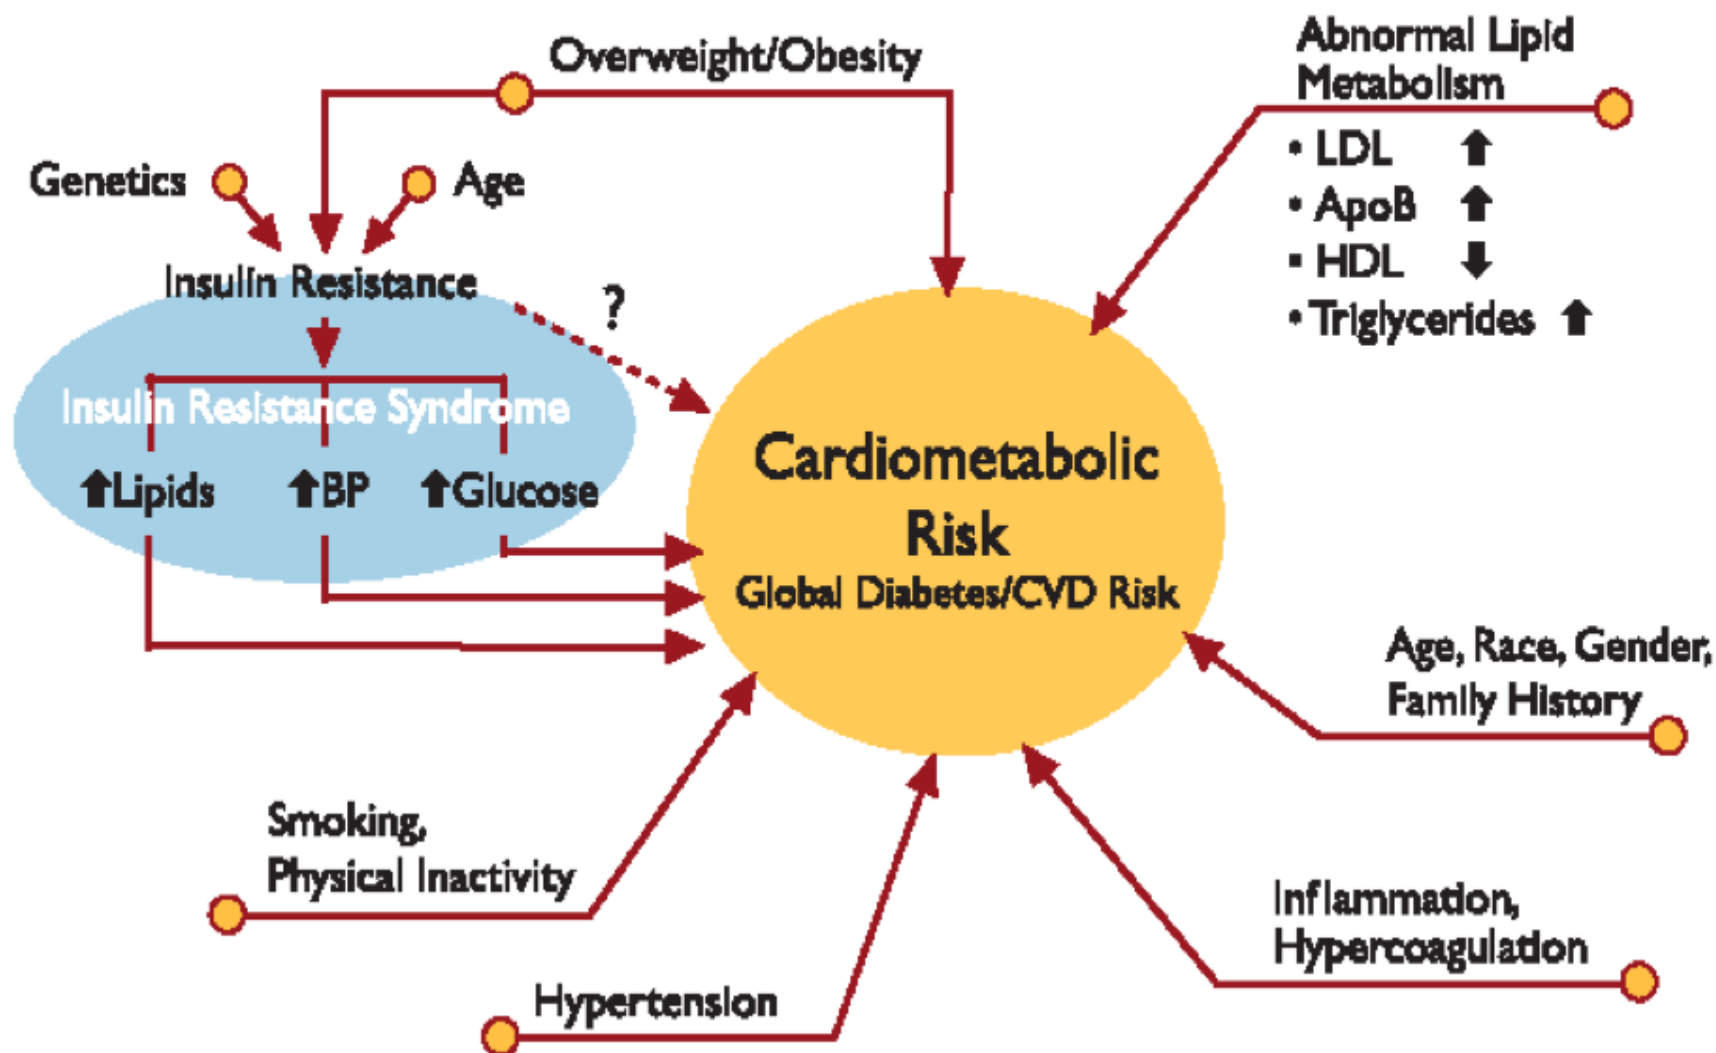 Overweight/Obesity
Abnormal Lipid
Metabolism
• LDL ⬆
• ApoB ⬆
▪ HDL ⬇
• Triglycerides ⬆
Genetics
Age
Insulin Resistance
?
Insulin Resistance Syndrome
⬆Lipids ⬆BP ⬆Glucose
Cardiometabolic
Risk
Global Diabetes/CVD Risk
Age, Race, Gender,
Family History
Smoking,
Physical Inactivity
Inflammation,
Hypercoagulation
Hypertension